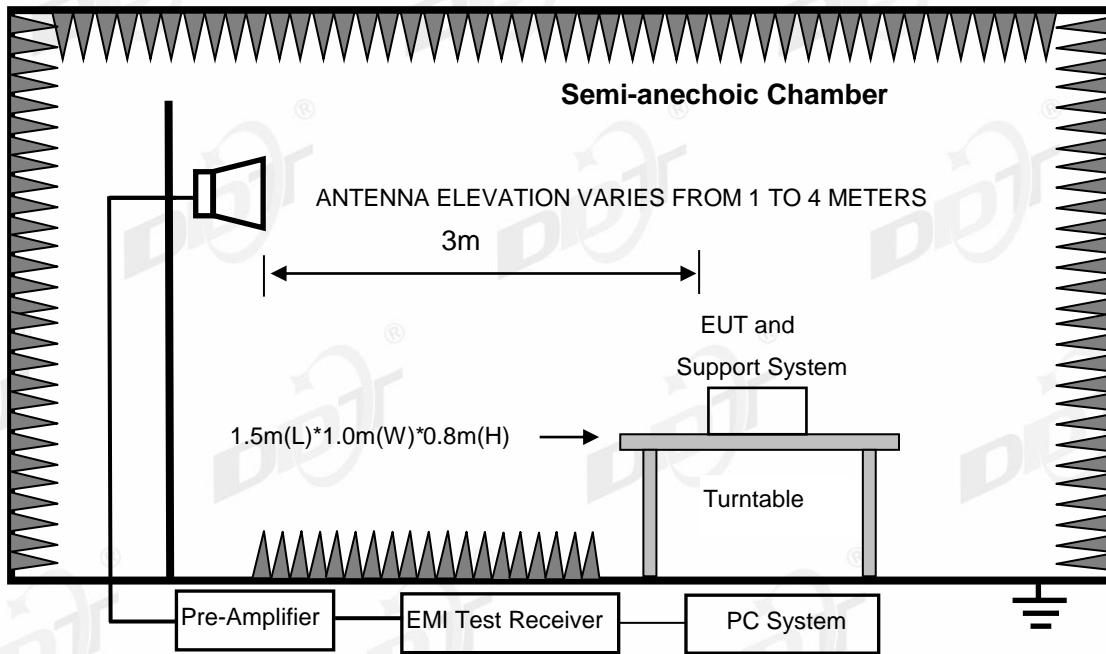 Semi-anechoic Chamber
ANTENNA ELEVATION VARIES FROM 1 TO 4 METERS
3m
EUT and
Support System
1.5m(L)*1.0m(W)*0.8m(H)
Turntable
Pre-Amplifier
EMI Test Receiver
PC System
DDT
®